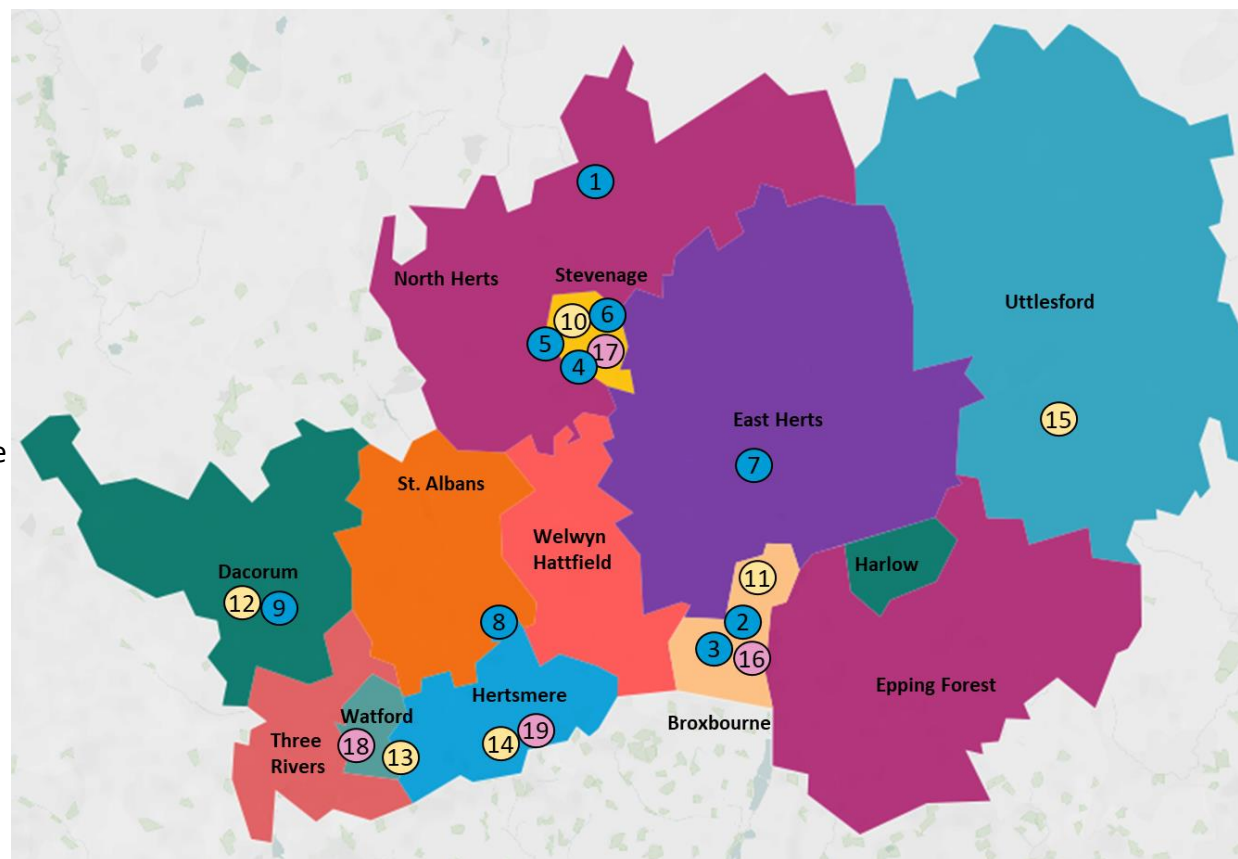 1
North Herts
Stevenage
10
6
5
17
4
Uttlesford
East Herts
15
e
7
St. Albans
Welwyn
Hattfield
Harlow
Dacorum
12
9
11
8
2
3
16
Epping Forest
Hertsmere
Watford
Broxbourne
Three
Rivers
18
13
14
19